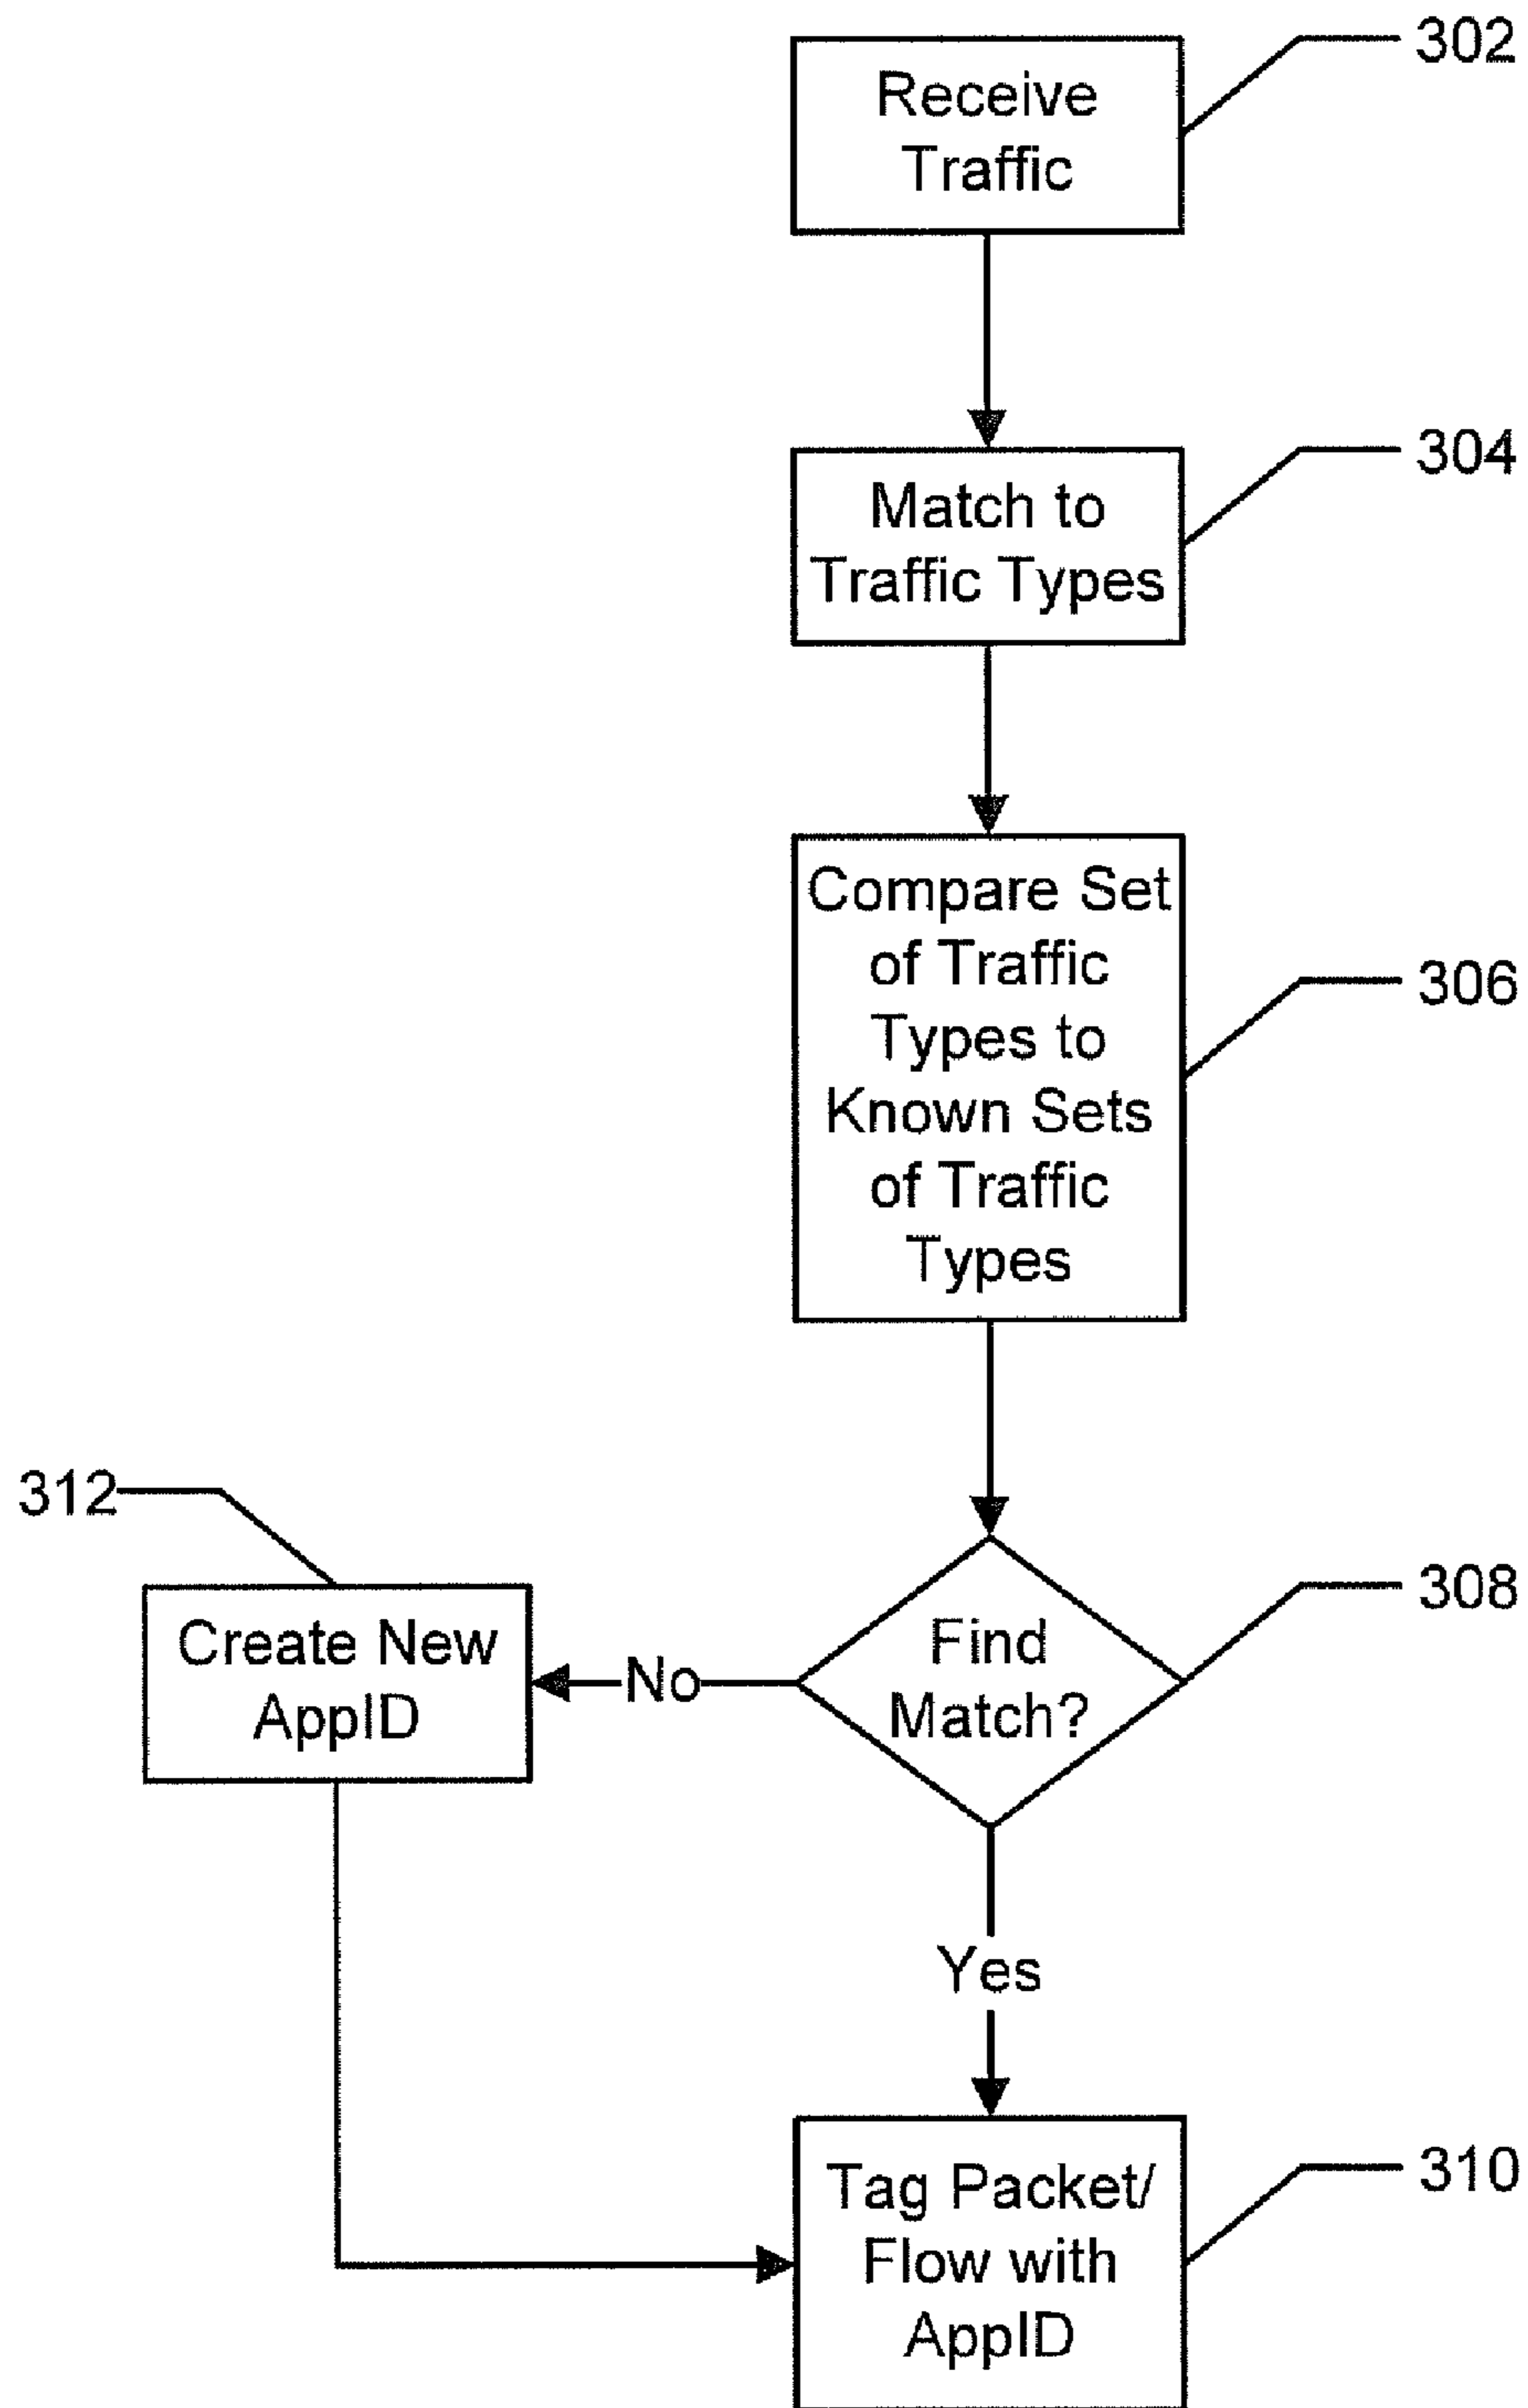 302
Receive
Traffic
304
Match to
Traffic Types
306
Compare Set
of Traffic
Types to
Known Sets
of Traffic
Types
312
308
Create New
AppID
No
Find
Match?
Yes
310
Tag Packet/
Flow with
AppID